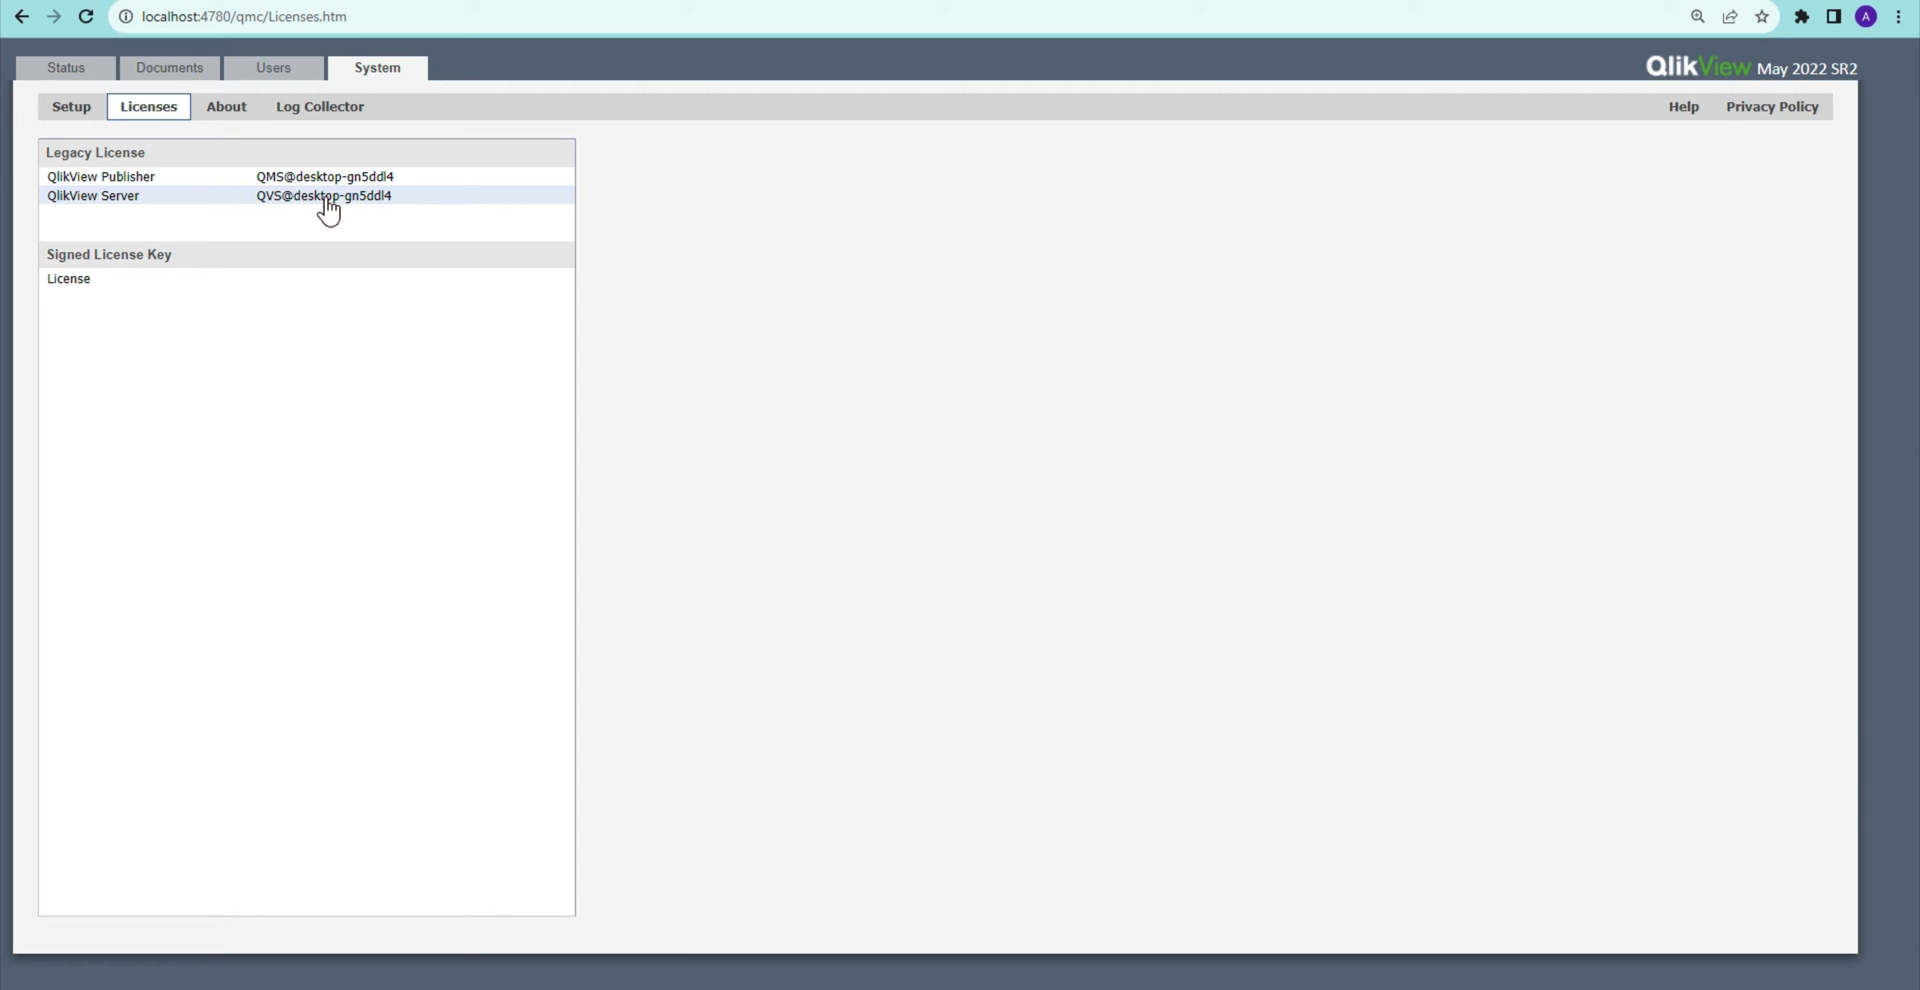 localhost:4780/qmc/Licenses.htm
A
Status Documents Users System
QlikView May 2022 SR2
Setup Licenses About Log Collector Help Privacy Policy
Legacy License
QlikView Publisher QMS@desktop-gn5ddl4
QlikView Server QVS@desktop-gn5ddl4
Signed License Key
License